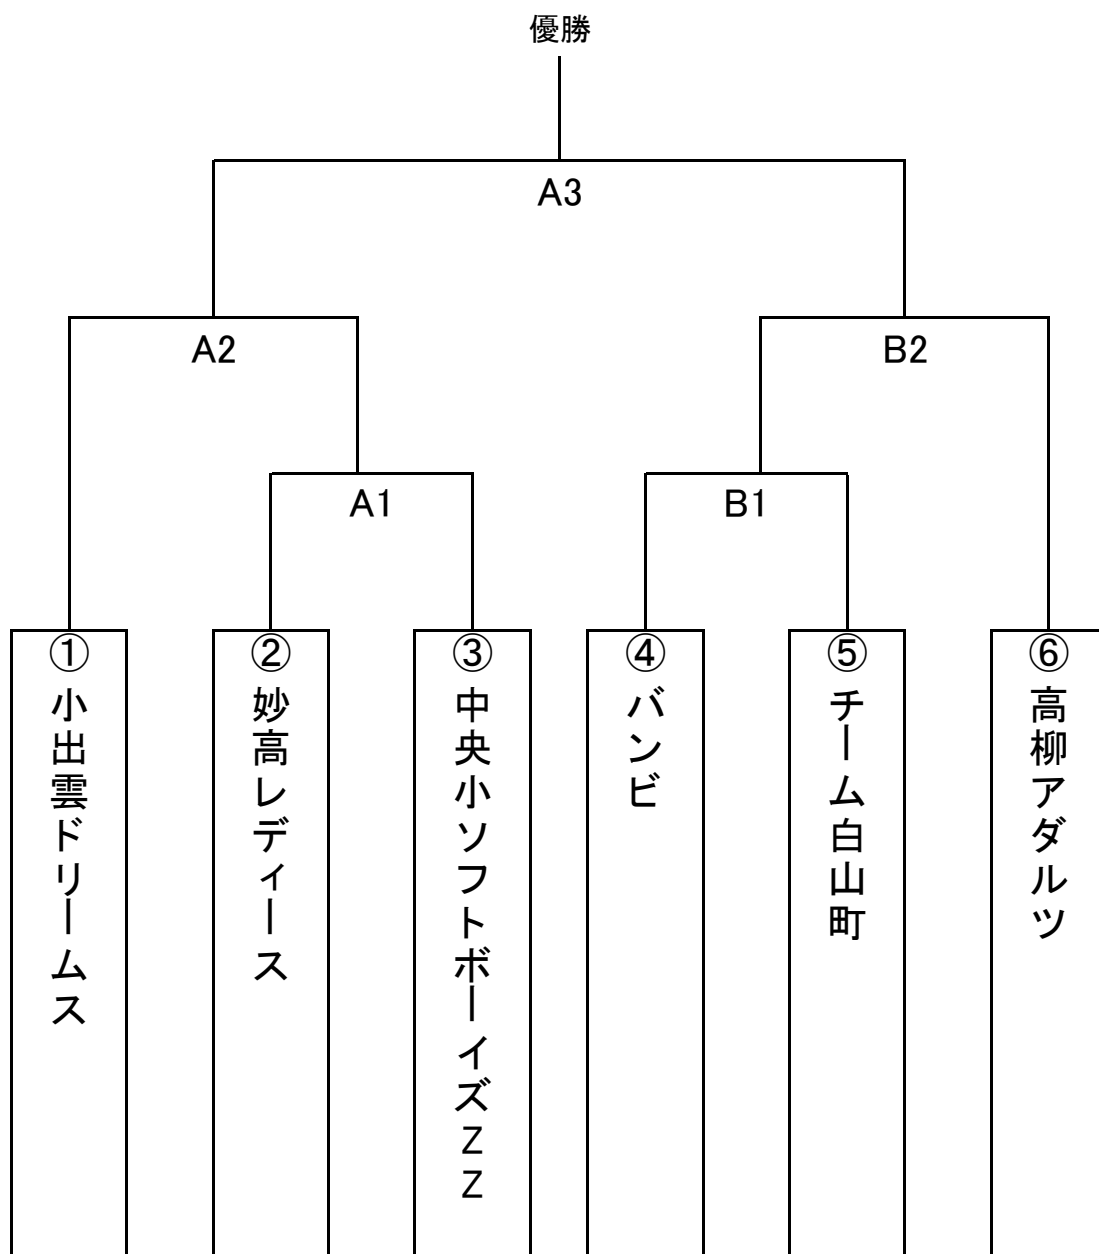 優勝
A3
A2
B2
A1
B1
①小出雲ドリームス
②妙高レディース
③中央小ソフトボーイズZZ
④バンビ
⑤チーム白山町
⑥高柳アダルツ